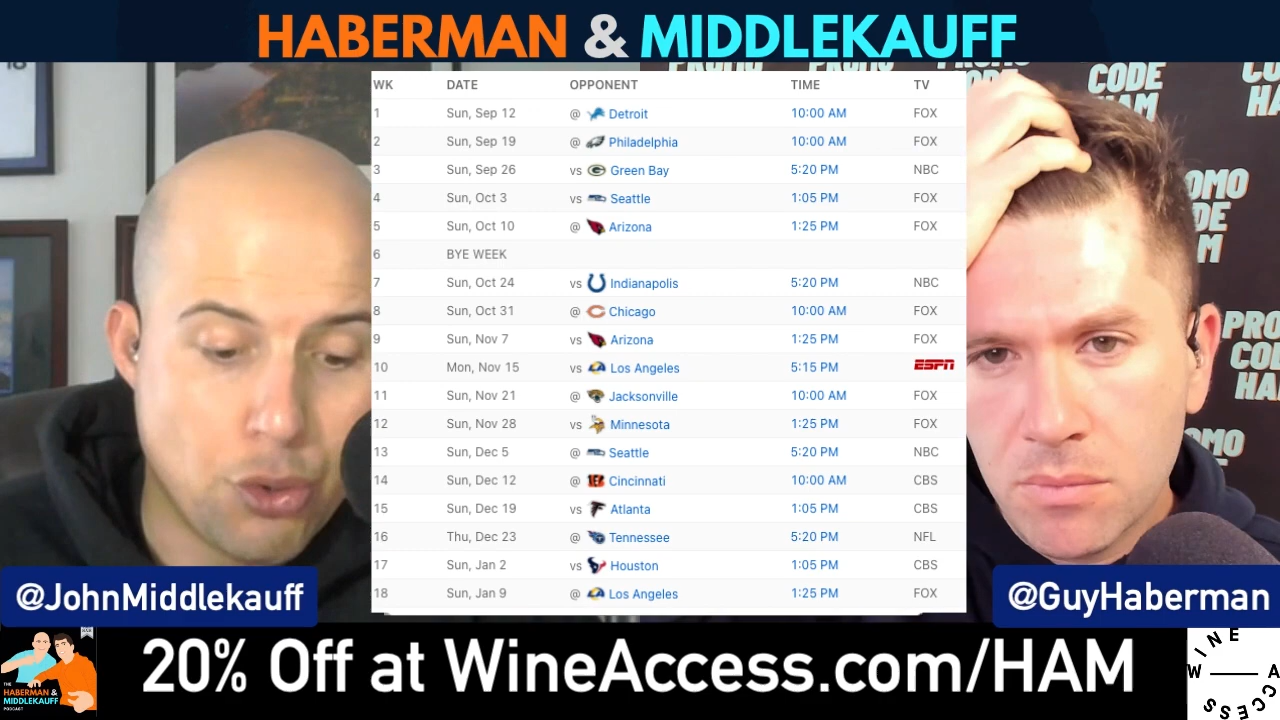 HABERMAN & MIDDLEKAUFF
WK DATE OPPONENT TIME TV
1 Sun, Sep 12 @ Detroit 10:00 AM FOX
2 Sun, Sep 19 @ Philadelphia 10:00 AM FOX
3 Sun, Sep 26 vs Green Bay 5:20 PM NBC
4 Sun, Oct 3 vs Seattle 1:05 PM FOX
5 Sun, Oct 10 @ Arizona 1:25 PM FOX
6 BYE WEEK
7 Sun, Oct 24 vs Indianapolis 5:20 PM NBC
8 Sun, Oct 31 @ Chicago 10:00 AM FOX
9 Sun, Nov 7 vs Arizona 1:25 PM FOX
10 Mon, Nov 15 vs Los Angeles 5:15 PM ESPN
11 Sun, Nov 21 @ Jacksonville 10:00 AM FOX
12 Sun, Nov 28 vs Minnesota 1:25 PM FOX
13 Sun, Dec 5 @ Seattle 5:20 PM NBC
14 Sun, Dec 12 @ Cincinnati 10:00 AM CBS
15 Sun, Dec 19 vs Atlanta 1:05 PM CBS
16 Thu, Dec 23 @ Tennessee 5:20 PM NFL
17 Sun, Jan 2 vs Houston 1:05 PM CBS
18 Sun, Jan 9 @ Los Angeles 1:25 PM FOX
PROMO PROMO PROMO
CODE
HAM
@JohnMiddlekauff
@GuyHaberman
THE
HABERMAN &
MIDDLEKAUFF
PODCAST
20% Off at WineAccess.com/HAM
WINE
ACCESS